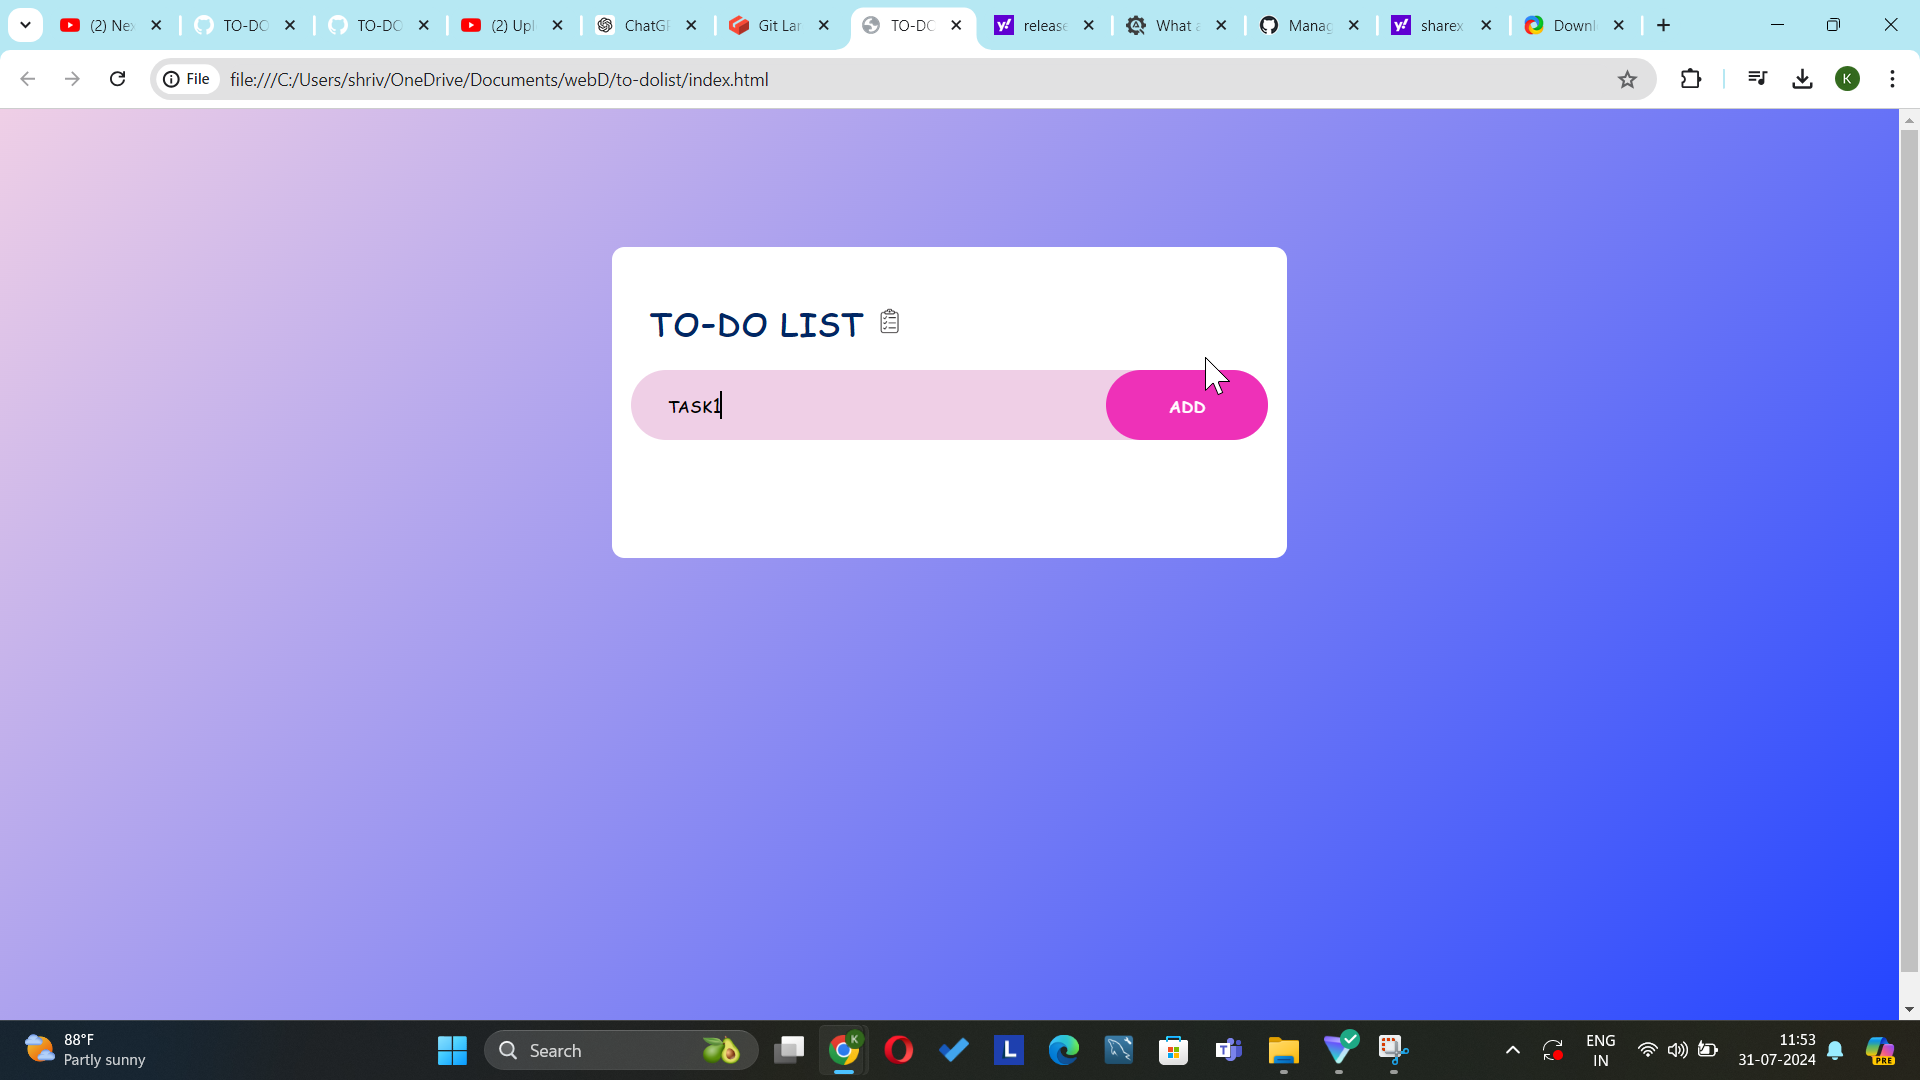 (2) Ne
TO-DO
TO-DO
(2) Upl
ChatGP
Git Lar
TO-DO
release
What a
Manag
sharex
Downl
File
file:///C:/Users/shriv/OneDrive/Documents/webD/to-dolist/index.html
K
TO-DO LIST
TASK1
ADD
88°F
Partly sunny
Search
K
L
ENG
IN
11:53
31-07-2024
PRE